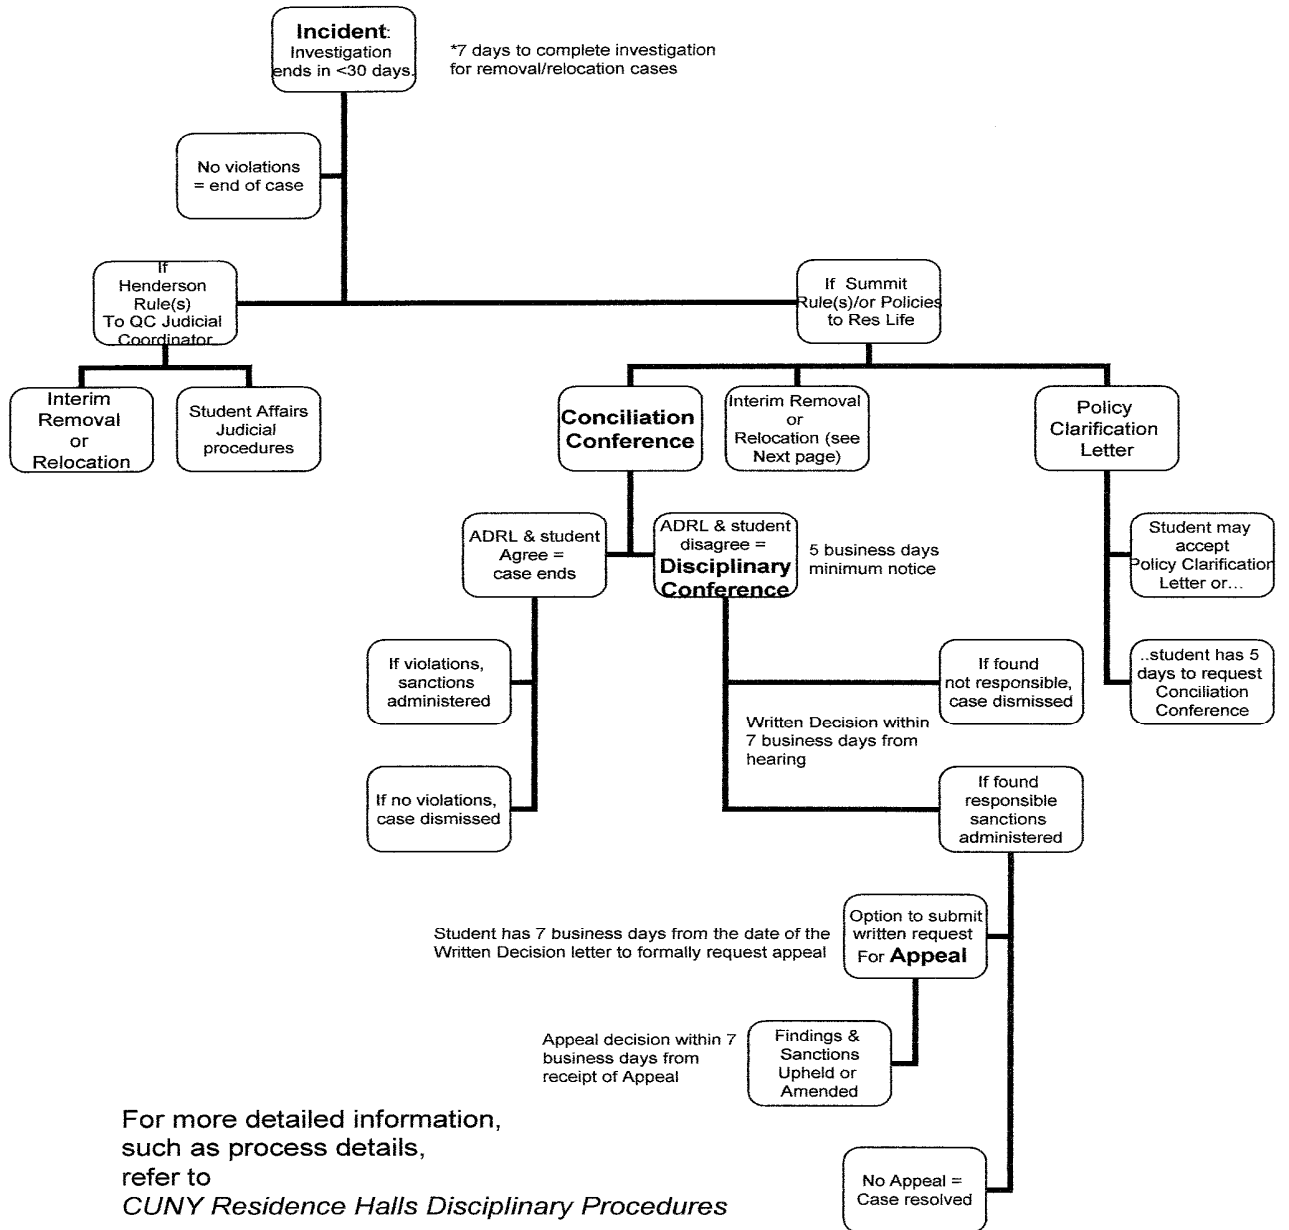 Incident:
Investigation
ends in <30 days.
*7 days to complete investigation
for removal/relocation cases
No violations
= end of case
If
Henderson
Rule(s)
To QC Judicial
Coordinator
If Summit
Rule(s)/or Policies
to Res Life
Interim
Removal
or
Relocation
Student Affairs
Judicial
procedures
Conciliation
Conference
Interim Removal
or
Relocation (see
Next page)
Policy
Clarification
Letter
ADRL & student
Agree =
case ends
ADRL & student
disagree =
Disciplinary
Conference
5 business days
minimum notice
Student may
accept
Policy Clarification
Letter or...
If violations,
sanctions
administered
If found
not responsible,
case dismissed
..student has 5
days to request
Conciliation
Conference
Written Decision within
7 business days from
hearing
If no violations,
case dismissed
If found
responsible
sanctions
administered
Student has 7 business days from the date of the
Written Decision letter to formally request appeal
Option to submit
written request
For Appeal
Appeal decision within 7
business days from
receipt of Appeal
Findings &
Sanctions
Upheld or
Amended
For more detailed information,
such as process details,
refer to
CUNY Residence Halls Disciplinary Procedures
No Appeal =
Case resolved